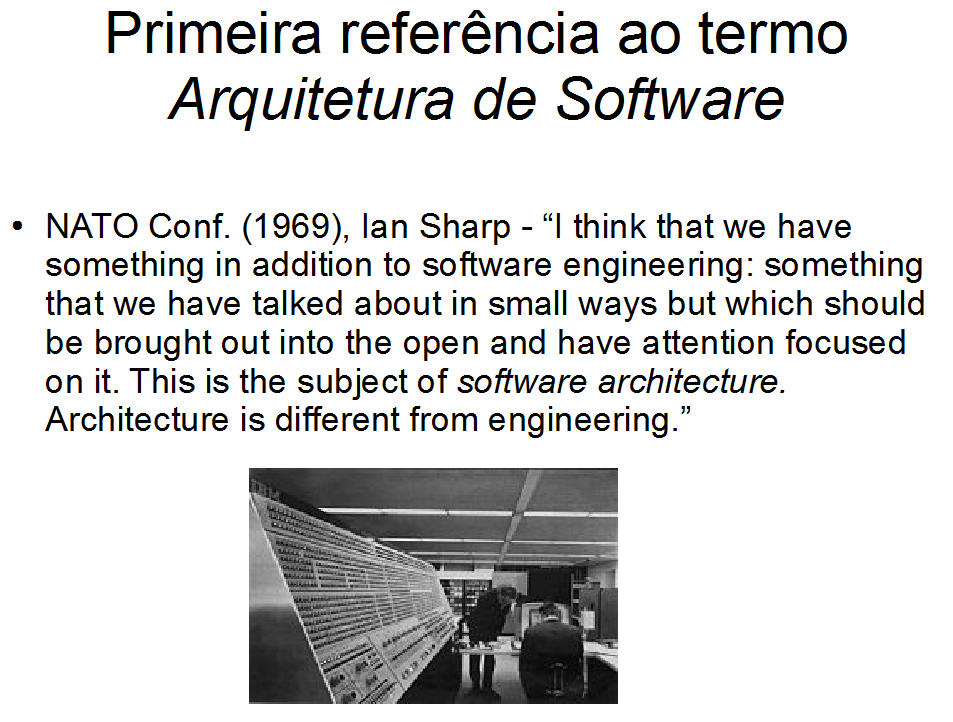 Primeira referência ao termo
Arquitetura de Software
• NATO Conf. (1969), Ian Sharp - “I think that we have
something in addition to software engineering: something
that we have talked about in small ways but which should
be brought out into the open and have attention focused
on it. This is the subject of software architecture.
Architecture is different from engineering.”
IBM